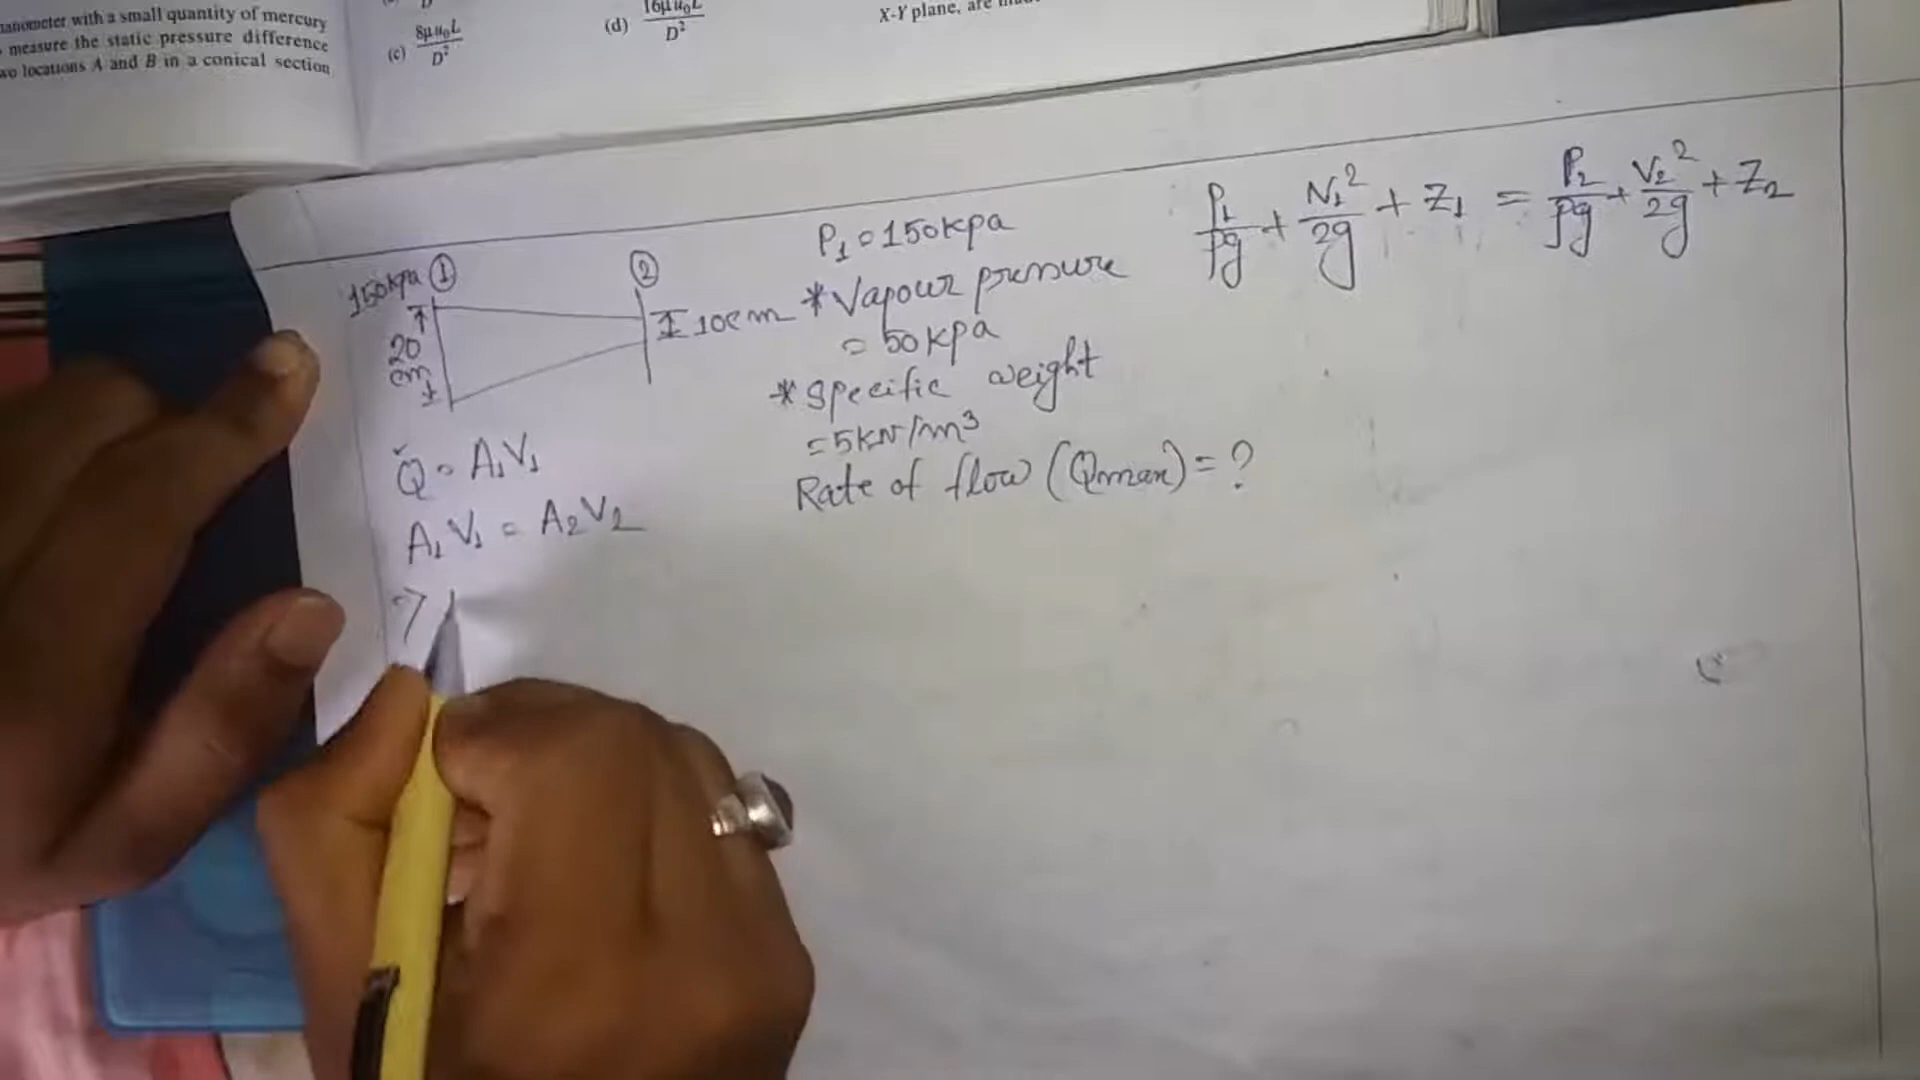 manometer with a small quantity of mercury
measure the static pressure difference
two locations A and B in a conical section
(c) 8μu₀L/D²
(d) 16μu₀L/D²
X-Y plane, are
150kpa ① ②
20 cm
10cm
P₁ = 150kpa
* Vapour pressure
= 50kpa
* Specific weight
= 5KN/m³
Rate of flow (Qmax) = ?
P₁/ρg + V₁²/2g + Z₁ = P₂/ρg + V₂²/2g + Z₂
Q = A₁V₁
A₁V₁ = A₂V₂
⇒